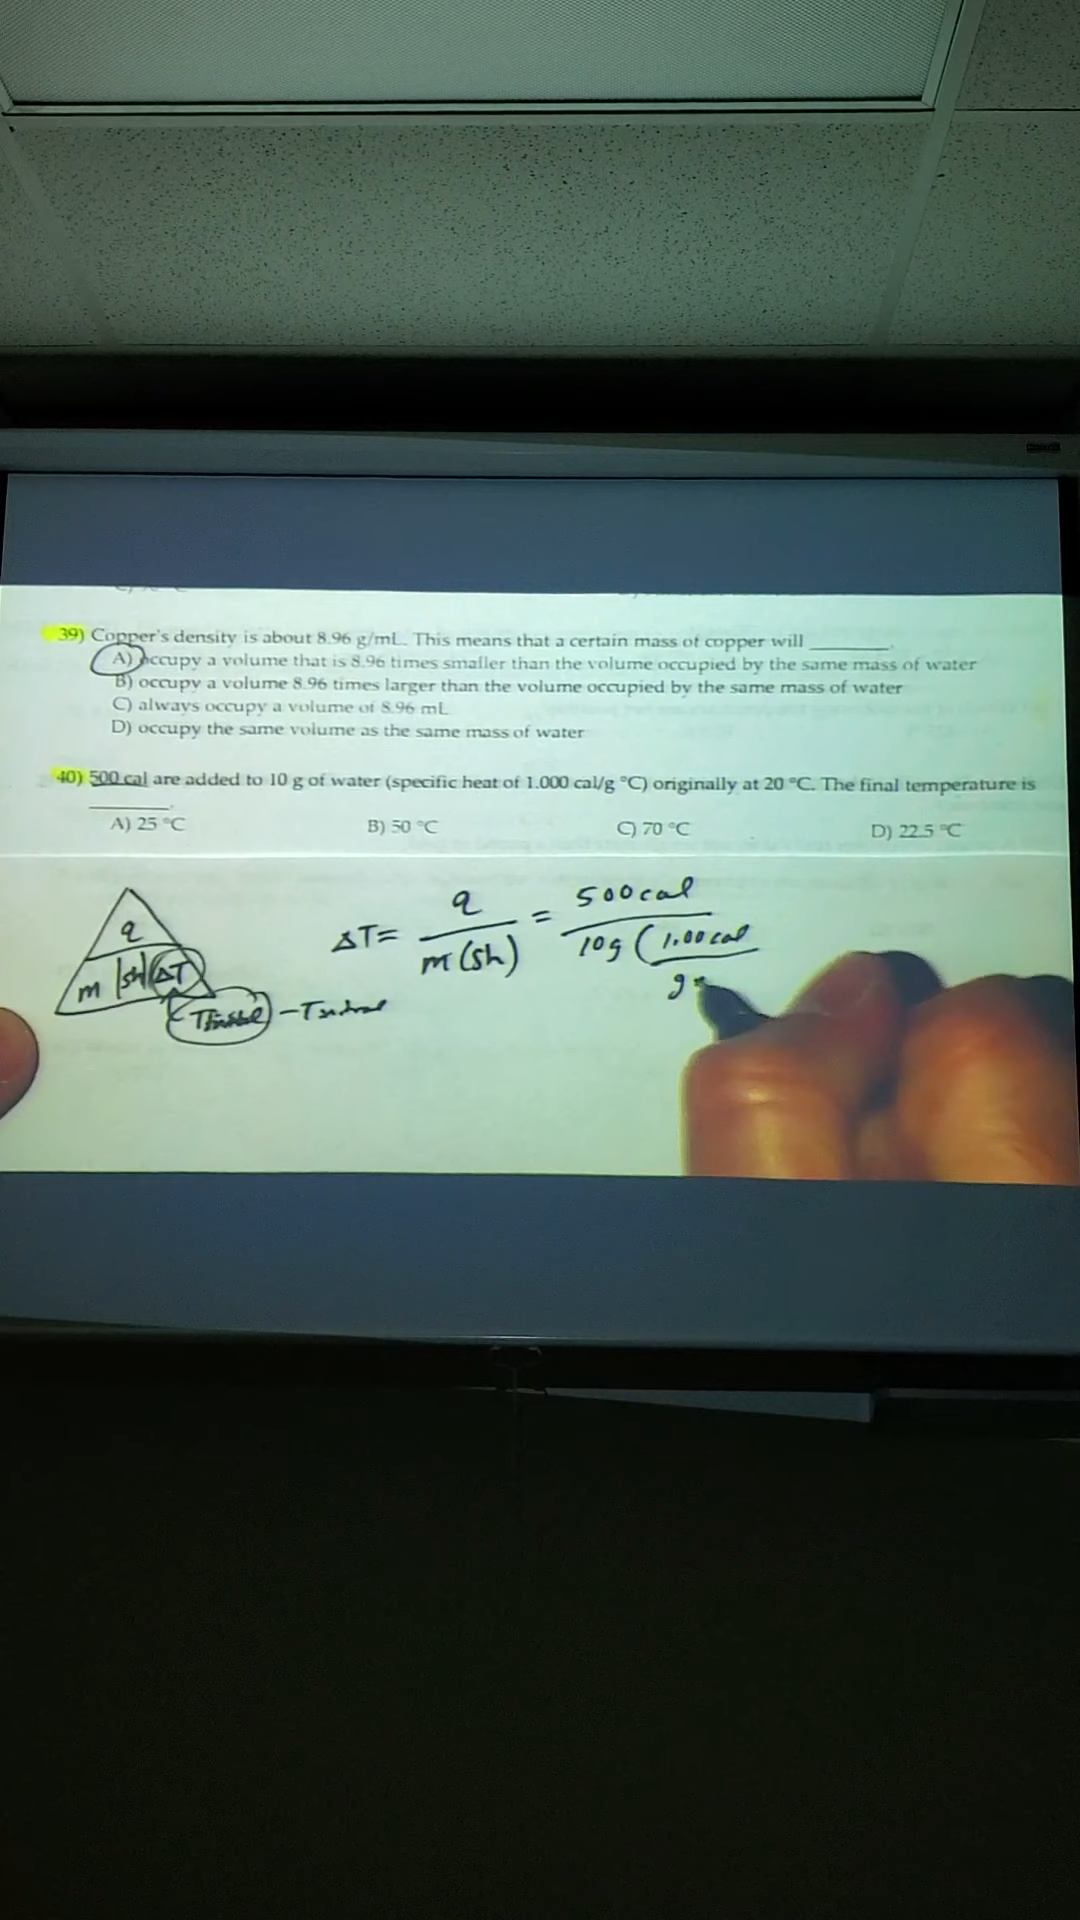 39) Copper's density is about 8.96 g/mL. This means that a certain mass of copper will ________.
A) occupy a volume that is 8.96 times smaller than the volume occupied by the same mass of water
B) occupy a volume 8.96 times larger than the volume occupied by the same mass of water
C) always occupy a volume of 8.96 mL
D) occupy the same volume as the same mass of water
40) 500 cal are added to 10 g of water (specific heat of 1.000 cal/g °C) originally at 20 °C. The final temperature is
________.
A) 25 °C B) 50 °C C) 70 °C D) 22.5 °C
q
m sh ΔT
ΔT = q / m (sh) = 500 cal / 10g (1.00 cal / g